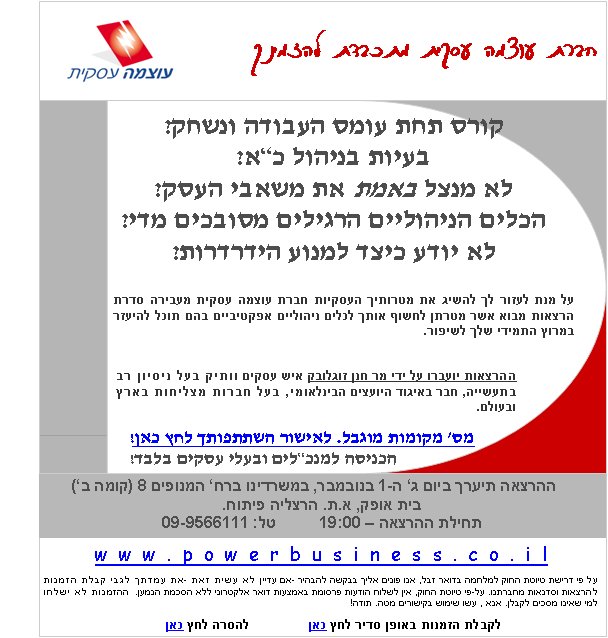 עוצמה עסקית
חברת עוצמה עסקית מתכבדת להזמנך
קורס תחת עומס העבודה ונשחק?
בעיות בניהול כ“א?
לא מנצל באמת את משאבי העסק?
הכלים הניהוליים הרגילים מסובכים מדי?
לא יודע כיצד למנוע הידרדרות?
על מנת לעזור לך להשיג את מטרותיך העסקיות חברת עוצמה עסקית מעבירה סדרת
הרצאות מבוא אשר מטרתן לחשוף אותך לכלים ניהוליים אפקטיביים בהם תוכל להיעזר
במרוץ התמידי שלך לשיפור.
ההרצאות יועברו על ידי מר חנן זוגלובק איש עסקים וותיק בעל ניסיון רב
בתעשייה, חבר באיגוד היועצים הבינלאומי, בעל חברות מצליחות בארץ
ובעולם.
מס׳ מקומות מוגבל. לאישור השתתפותך לחץ כאן!
הכניסה למנכ“לים ובעלי עסקים בלבד!
ההרצאה תיערך ביום ג‘ ה-1 בנובמבר, במשרדינו ברח‘ המנופים 8 (קומה ב‘)
בית אופק, א.ת. הרצליה פיתוח.
תחילת ההרצאה – 19:00 טל: 09-9566111
www.powerbusiness.co.il
על פי דרישת טיוטת החוק למלחמה בדואר זבל, אנו פונים אליך בבקשה להבהיר -אם עדיין לא עשית זאת -את עמדתך לגבי קבלת הזמנות
להרצאות וסדנאות מחברתנו. על-פי טיוטת החוק, אין לשלוח הודעות פרסומת באמצעות דואר אלקטרוני ללא הסכמת הנמען. ההזמנות לא ישלחו
למי שאינו מסכים לקבלן. אנא , עשו שימוש בקישורים מטה. תודה!
לקבלת הזמנות באופן סדיר לחץ כאן להסרה לחץ כאן